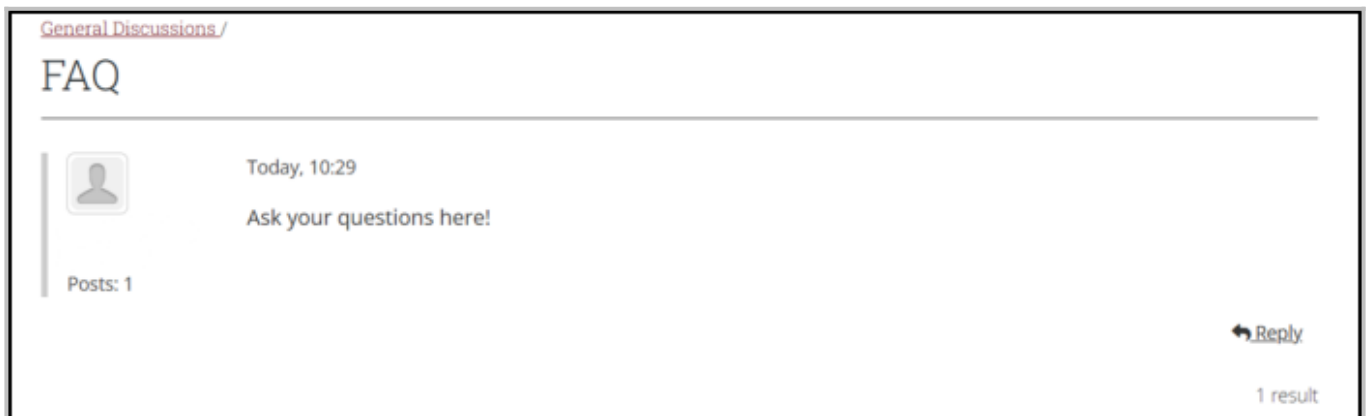 General Discussions /
FAQ
Today, 10:29
Ask your questions here!
Posts: 1
Reply
1 result